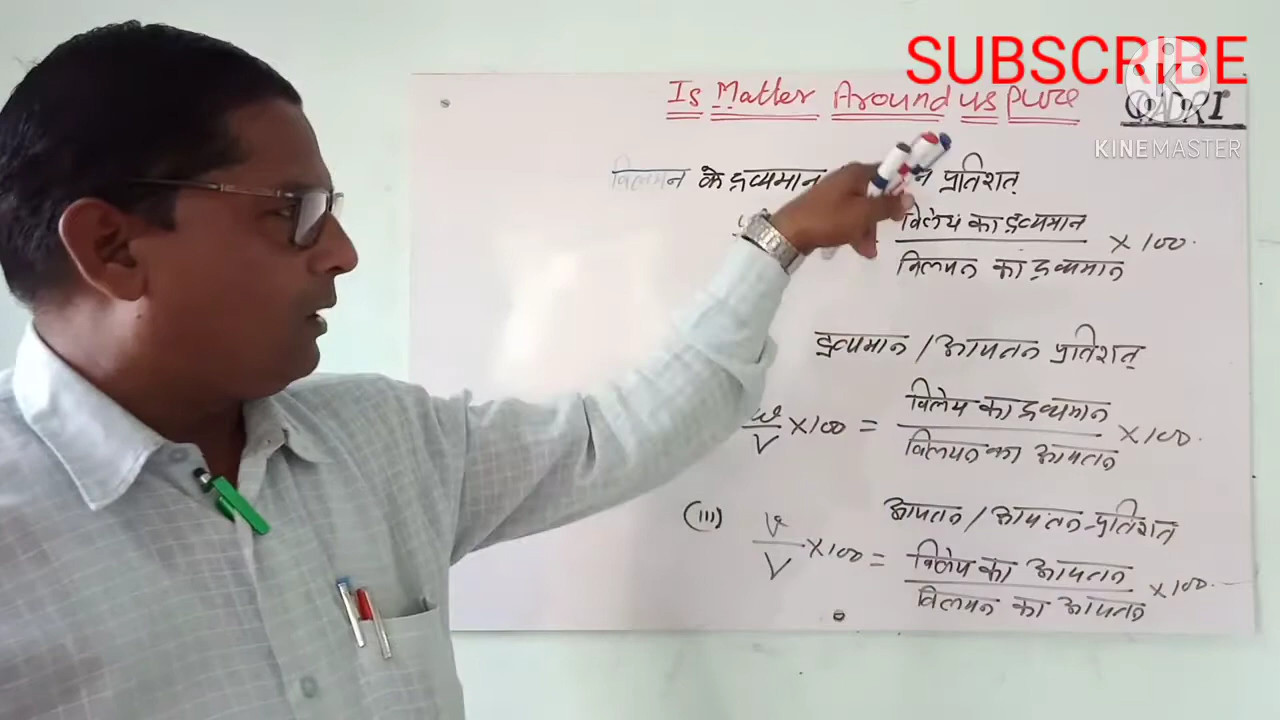 SUBSCRIBE
Is Matter Around us pure
QADRI
KINEMASTER
विलयन के द्रव्यमान प्रतिशत्
विलेय का द्रव्यमान × 100.
विलयन का द्रव्यमान
द्रव्यमान / आयतन प्रतिशत्
w/V × 100 = विलेय का द्रव्यमान × 100.
विलयन का आयतन
(III) आयतन / आयतन प्रतिशत
v/V × 100 = विलेय का आयतन × 100.
विलयन का आयतन